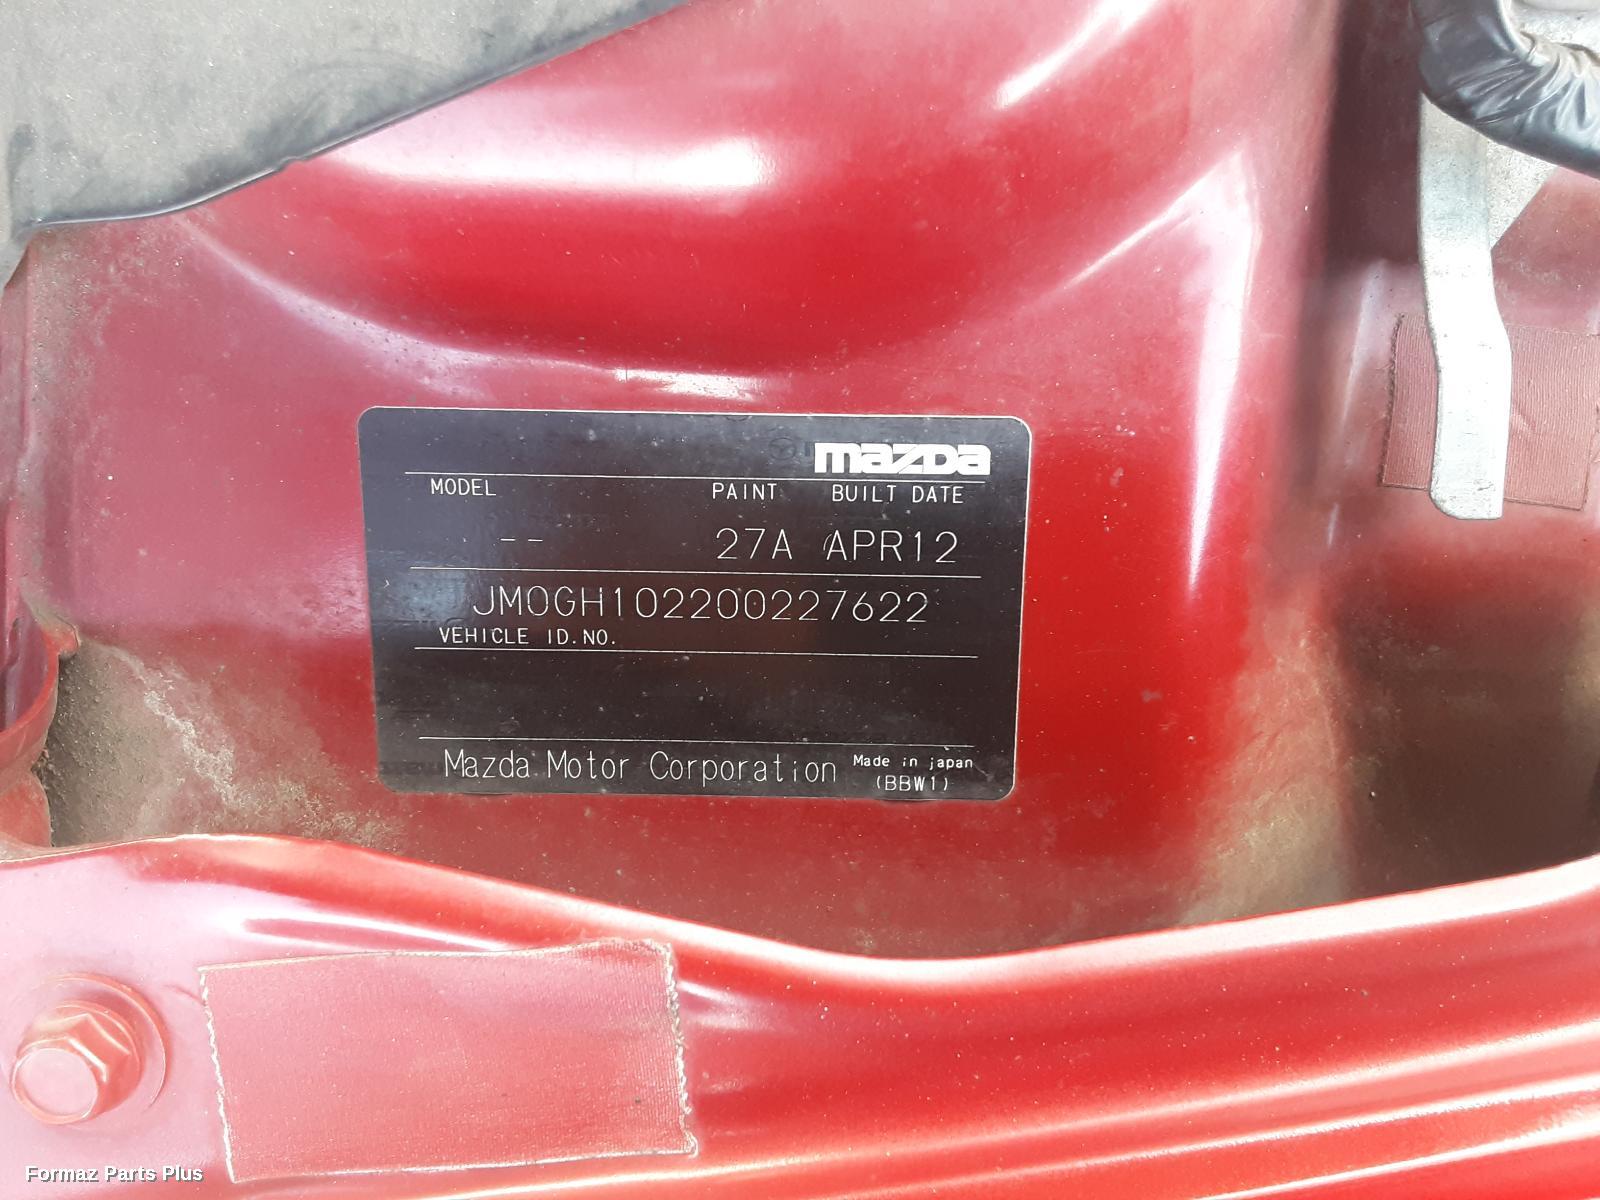 mazda
MODEL PAINT BUILT DATE
-- 27A APR12
JM0GH102200227622
VEHICLE ID.NO.
Mazda Motor Corporation Made in japan
(BBW1)
Formaz Parts Plus